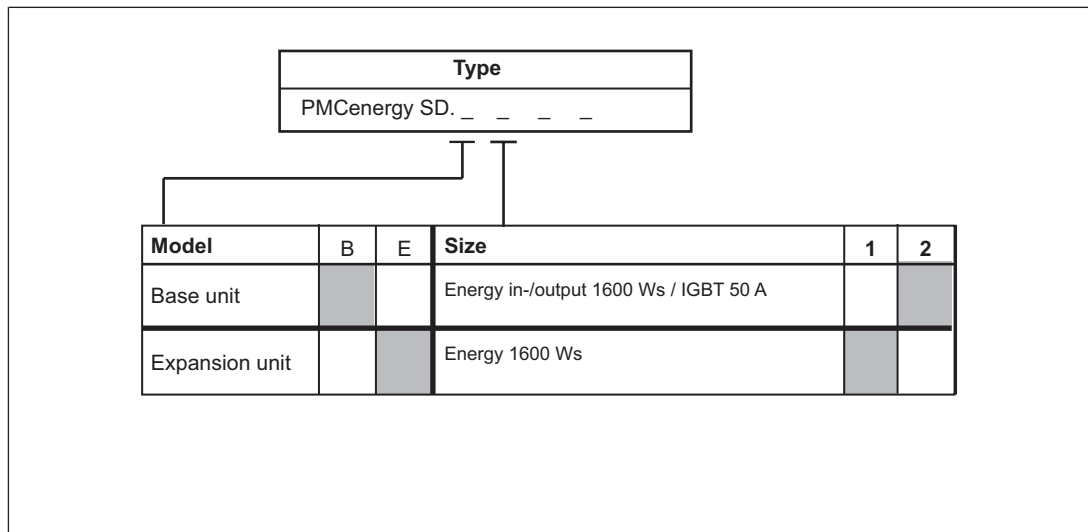 Type
PMCenergy SD. _ _ _ _
Model B E Size 1 2
Base unit Energy in-/output 1600 Ws / IGBT 50 A
Expansion unit Energy 1600 Ws